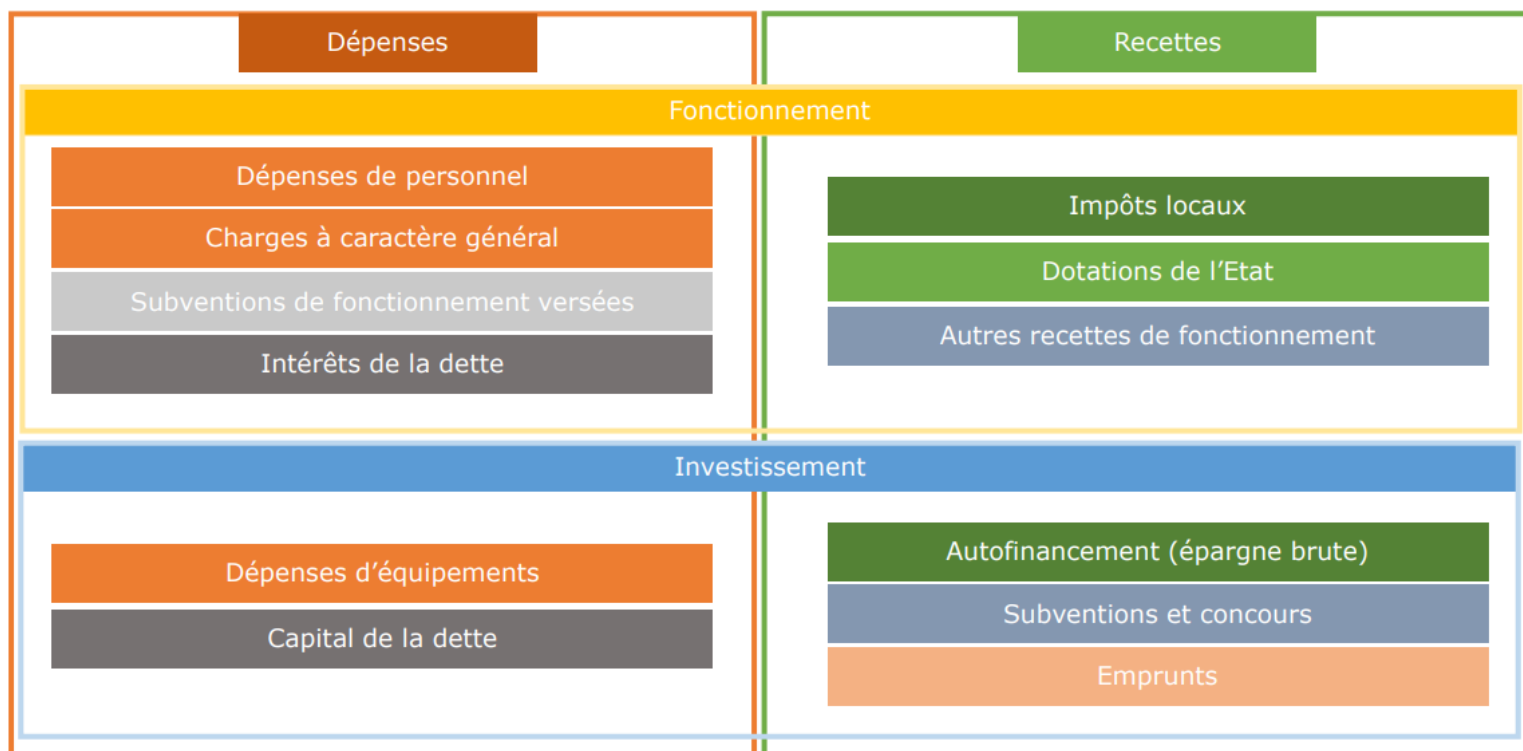 Dépenses
Recettes
Fonctionnement
Dépenses de personnel
Charges à caractère général
Subventions de fonctionnement versées
Intérêts de la dette
Impôts locaux
Dotations de l’Etat
Autres recettes de fonctionnement
Investissement
Dépenses d’équipements
Capital de la dette
Autofinancement (épargne brute)
Subventions et concours
Emprunts